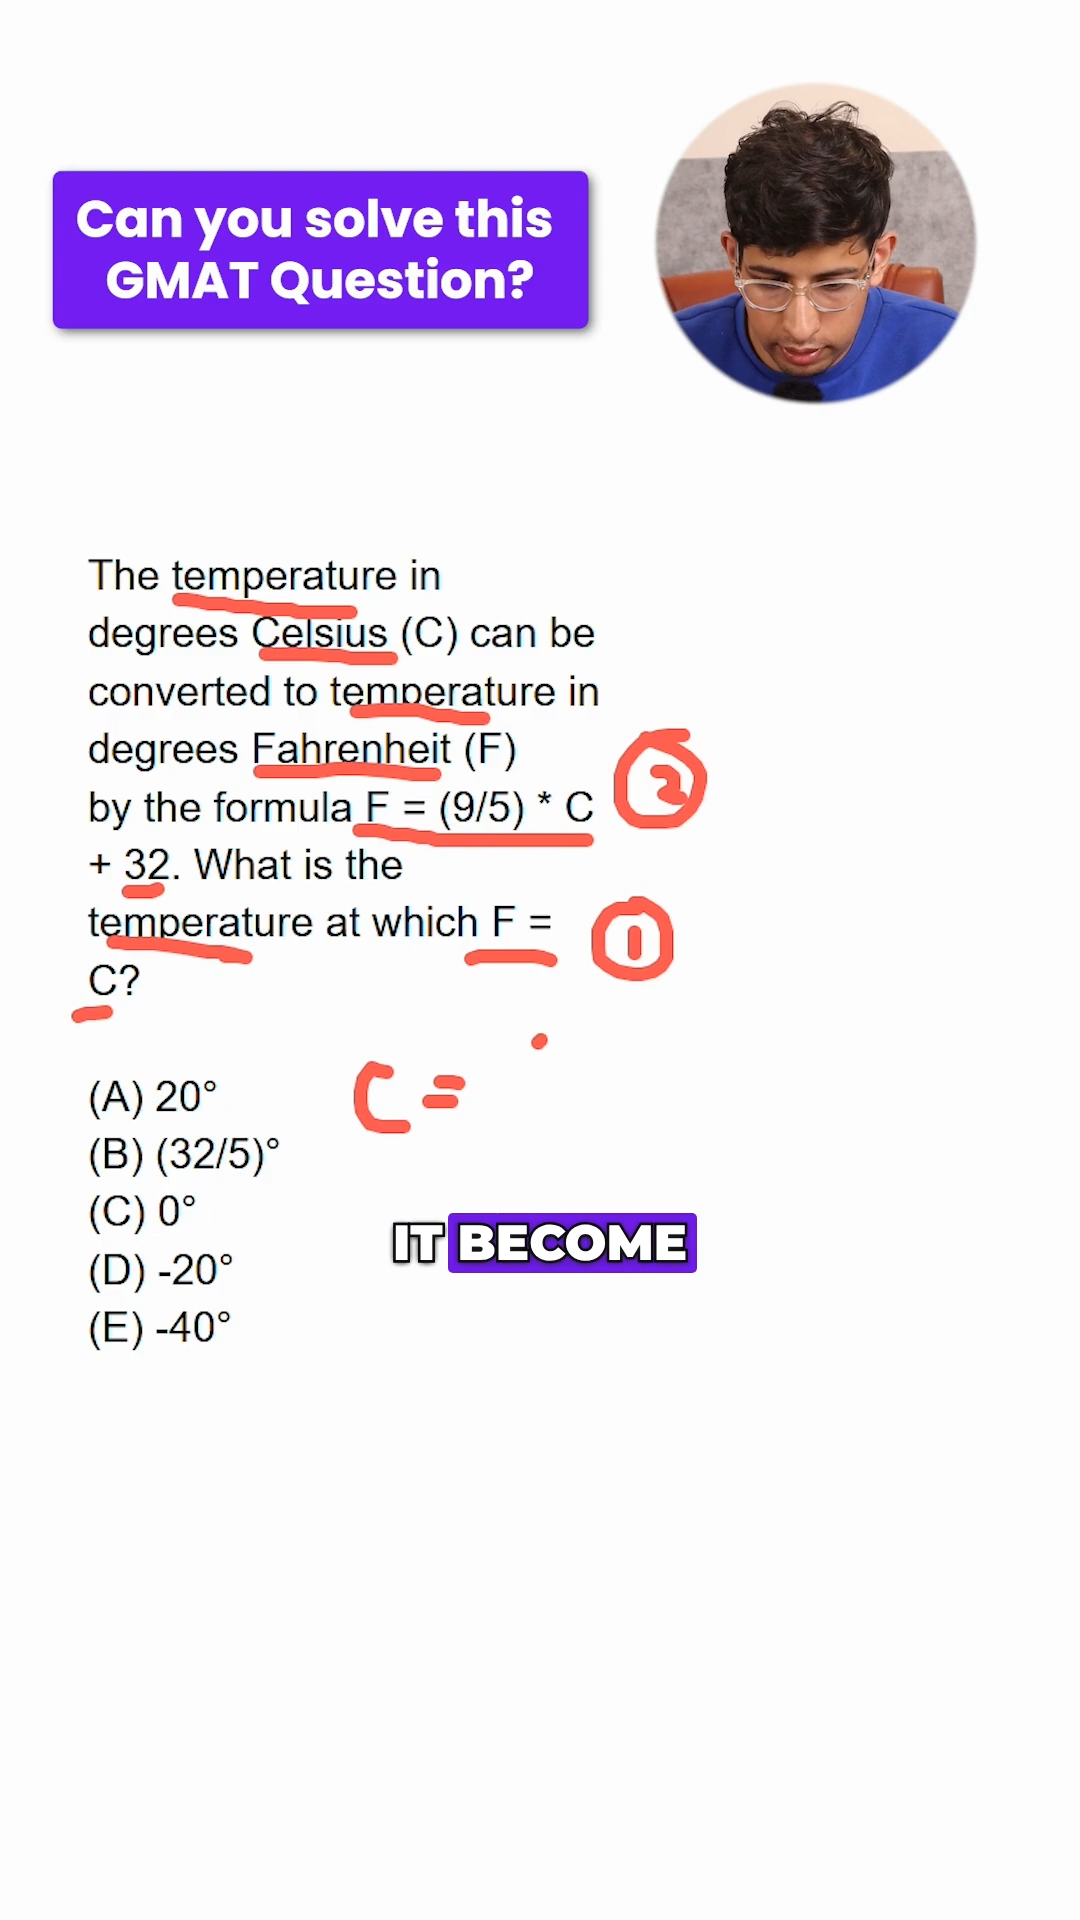 Can you solve this
GMAT Question?
The temperature in
degrees Celsius (C) can be
converted to temperature in
degrees Fahrenheit (F)
by the formula F = (9/5) * C
+ 32. What is the
temperature at which F =
C?
2
1
C =
(A) 20°
(B) (32/5)°
(C) 0°
(D) -20°
(E) -40°
IT BECOME